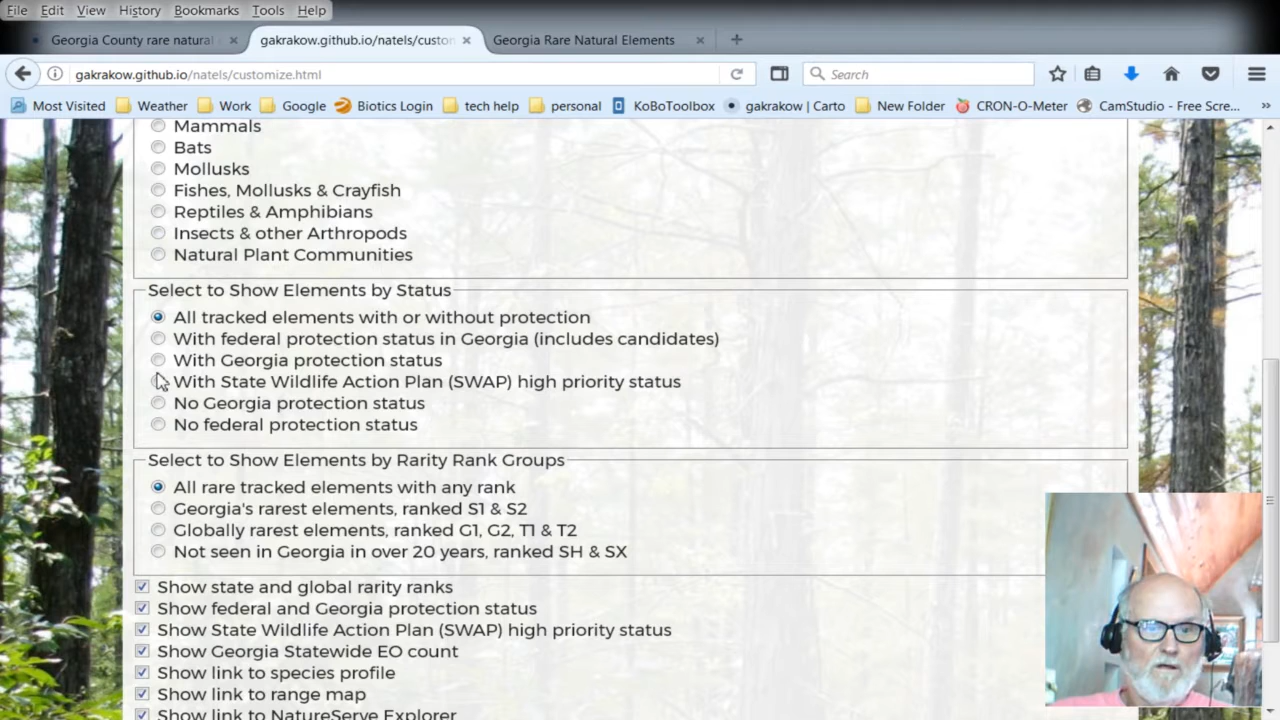 File Edit View History Bookmarks Tools Help
Georgia County rare natural
gakrakow.github.io/natels/custon
Georgia Rare Natural Elements
gakrakow.github.io/natels/customize.html
Search
Most Visited Weather Work Google Biotics Login tech help personal KoBoToolbox gakrakow | Carto New Folder CRON-O-Meter CamStudio - Free Scre...
Mammals
Bats
Mollusks
Fishes, Mollusks & Crayfish
Reptiles & Amphibians
Insects & other Arthropods
Natural Plant Communities
Select to Show Elements by Status
All tracked elements with or without protection
With federal protection status in Georgia (includes candidates)
With Georgia protection status
With State Wildlife Action Plan (SWAP) high priority status
No Georgia protection status
No federal protection status
Select to Show Elements by Rarity Rank Groups
All rare tracked elements with any rank
Georgia's rarest elements, ranked S1 & S2
Globally rarest elements, ranked G1, G2, T1 & T2
Not seen in Georgia in over 20 years, ranked SH & SX
Show state and global rarity ranks
Show federal and Georgia protection status
Show State Wildlife Action Plan (SWAP) high priority status
Show Georgia Statewide EO count
Show link to species profile
Show link to range map
Show link to NatureServe Explorer